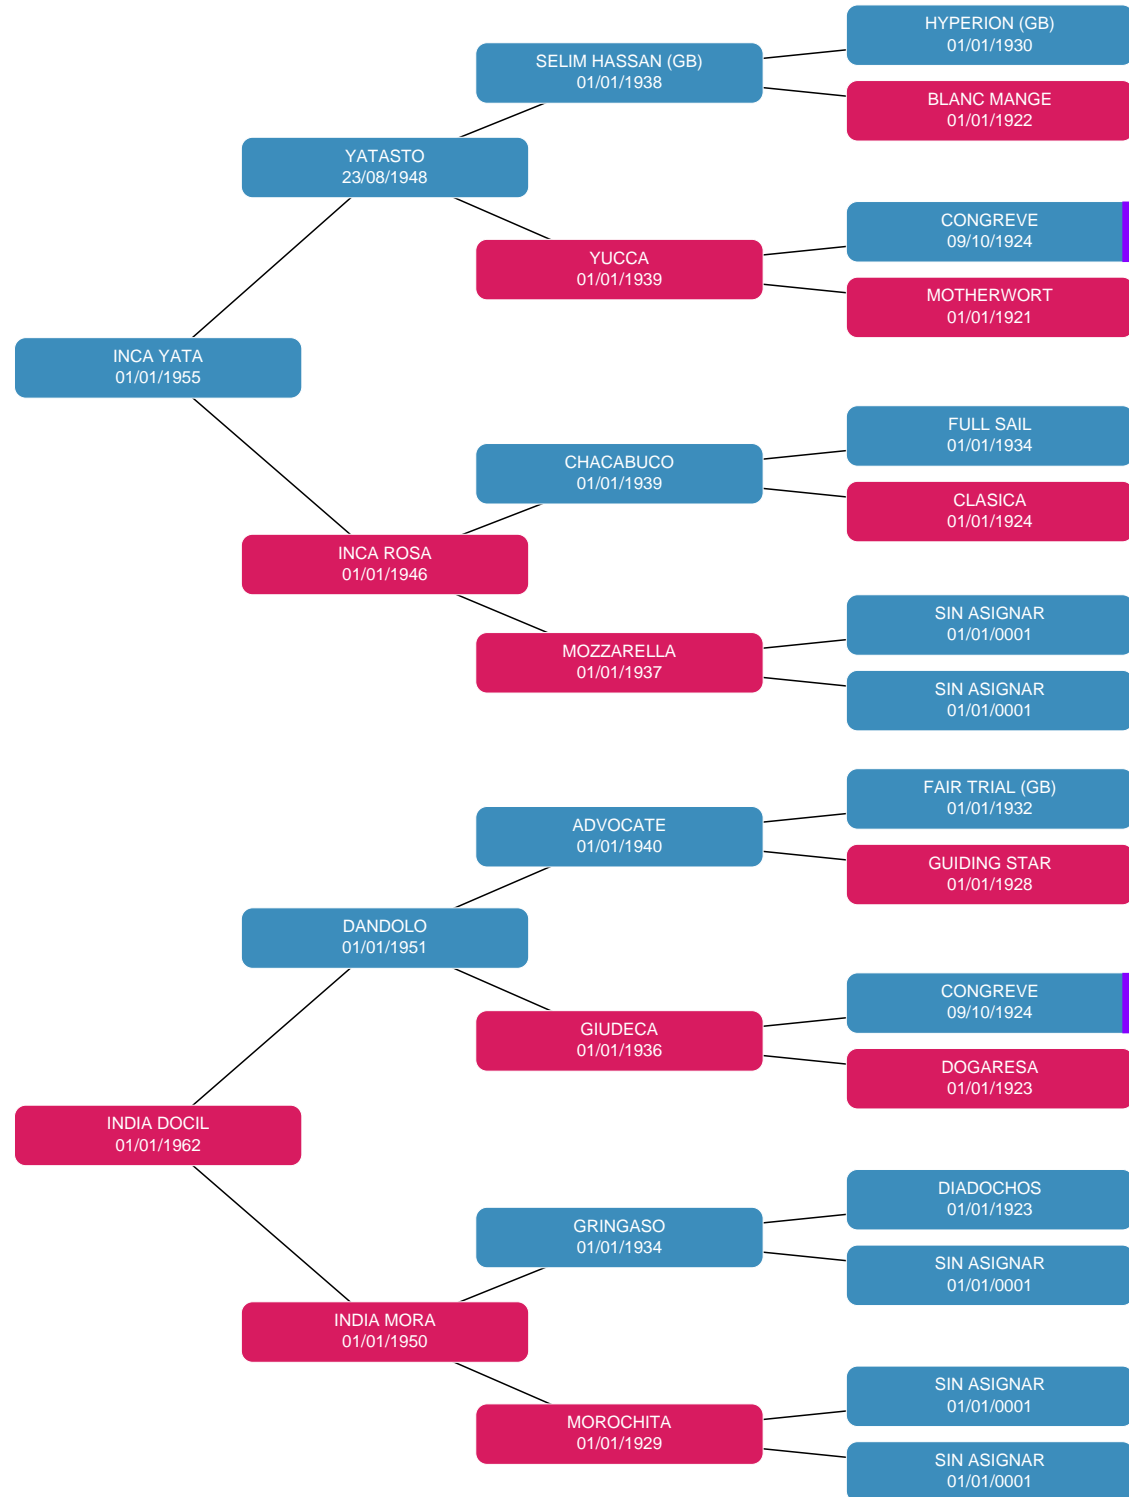 HYPERION (GB)
01/01/1930
SELIM HASSAN (GB)
01/01/1938
BLANC MANGE
01/01/1922
YATASTO
23/08/1948
CONGREVE
09/10/1924
YUCCA
01/01/1939
MOTHERWORT
01/01/1921
INCA YATA
01/01/1955
FULL SAIL
01/01/1934
CHACABUCO
01/01/1939
CLASICA
01/01/1924
INCA ROSA
01/01/1946
SIN ASIGNAR
01/01/0001
MOZZARELLA
01/01/1937
SIN ASIGNAR
01/01/0001
FAIR TRIAL (GB)
01/01/1932
ADVOCATE
01/01/1940
GUIDING STAR
01/01/1928
DANDOLO
01/01/1951
CONGREVE
09/10/1924
GIUDECA
01/01/1936
DOGARESA
01/01/1923
INDIA DOCIL
01/01/1962
DIADOCHOS
01/01/1923
GRINGASO
01/01/1934
SIN ASIGNAR
01/01/0001
INDIA MORA
01/01/1950
SIN ASIGNAR
01/01/0001
MOROCHITA
01/01/1929
SIN ASIGNAR
01/01/0001